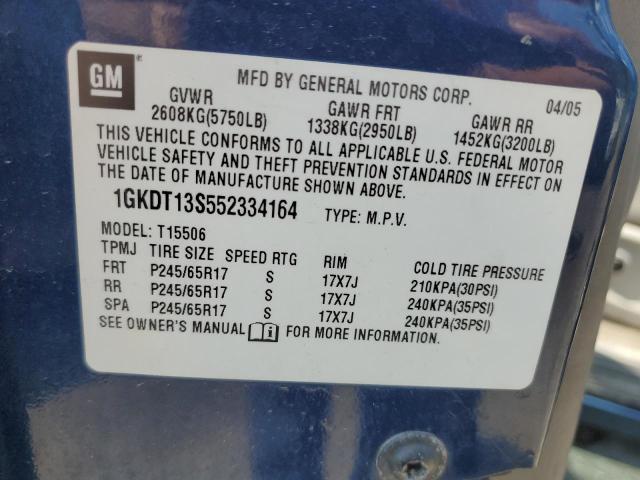 GM
MFD BY GENERAL MOTORS CORP. 04/05
GVWR GAWR FRT GAWR RR
2608KG(5750LB) 1338KG(2950LB) 1452KG(3200LB)
THIS VEHICLE CONFORMS TO ALL APPLICABLE U.S. FEDERAL MOTOR
VEHICLE SAFETY AND THEFT PREVENTION STANDARDS IN EFFECT ON
THE DATE OF MANUFACTURE SHOWN ABOVE.
1GKDT13S552334164 TYPE: M.P.V.
MODEL: T15506
TPMJ TIRE SIZE SPEED RTG RIM COLD TIRE PRESSURE
FRT P245/65R17 S 17X7J 210KPA(30PSI)
RR P245/65R17 S 17X7J 240KPA(35PSI)
SPA P245/65R17 S 17X7J 240KPA(35PSI)
SEE OWNER'S MANUAL FOR MORE INFORMATION.